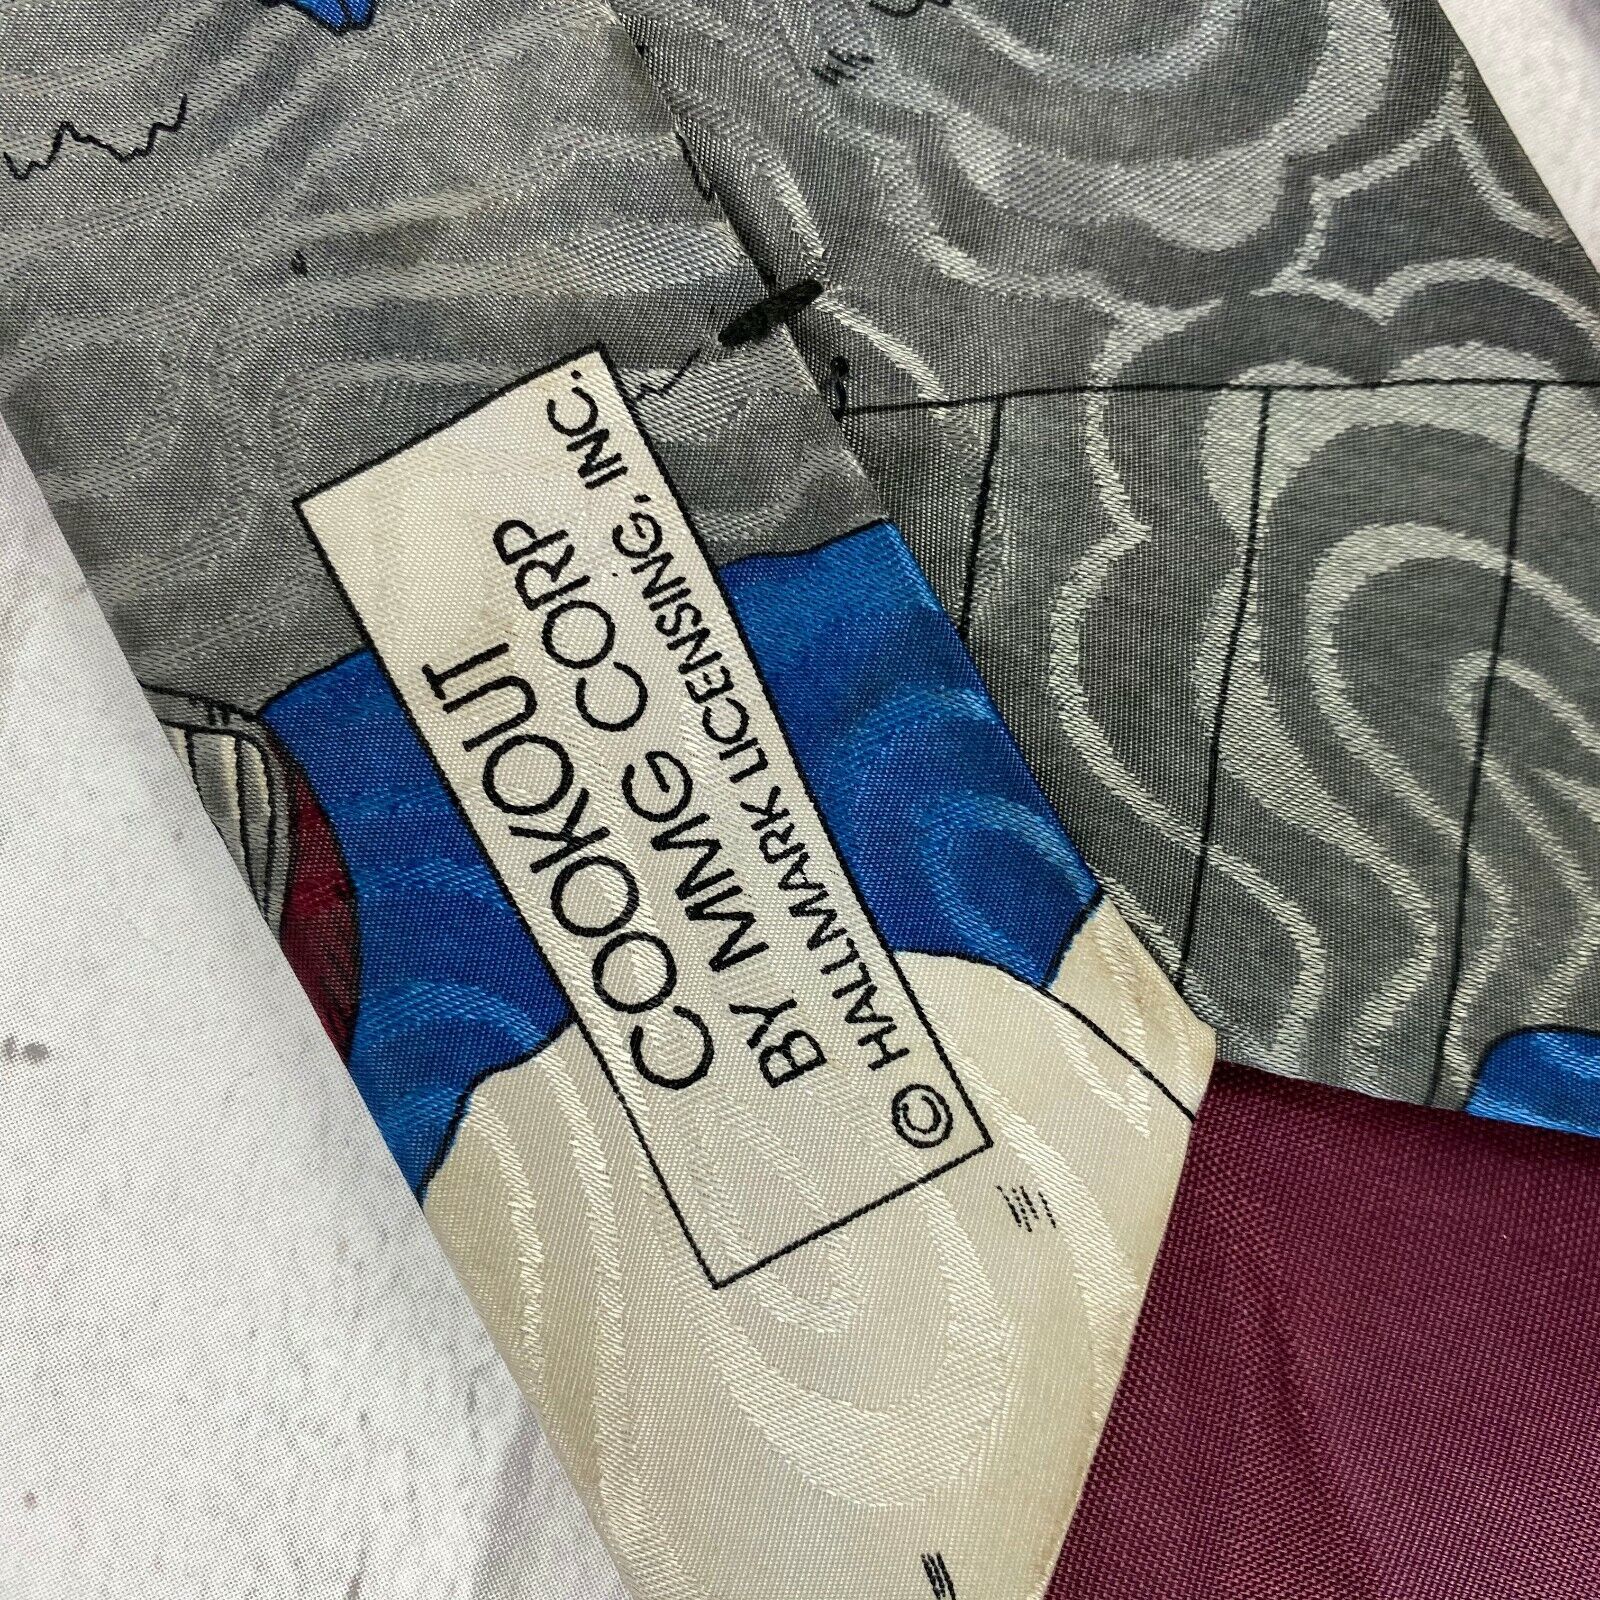 COOKOUT
BY MMG CORP
© HALLMARK LICENSING, INC.